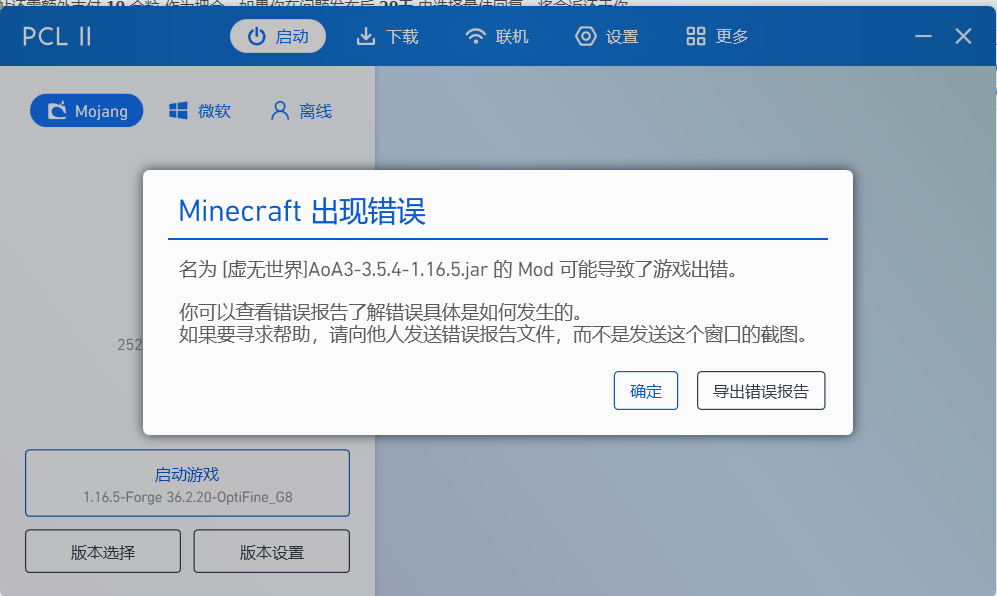 PCL II
启动
下载
联机
设置
更多
Mojang
微软
离线
Minecraft 出现错误
名为 [虚无世界]AoA3-3.5.4-1.16.5.jar 的 Mod 可能导致了游戏出错。
你可以查看错误报告了解错误具体是如何发生的。
如果要寻求帮助，请向他人发送错误报告文件，而不是发送这个窗口的截图。
252
确定
导出错误报告
启动游戏
1.16.5-Forge 36.2.20-OptiFine_G8
版本选择
版本设置